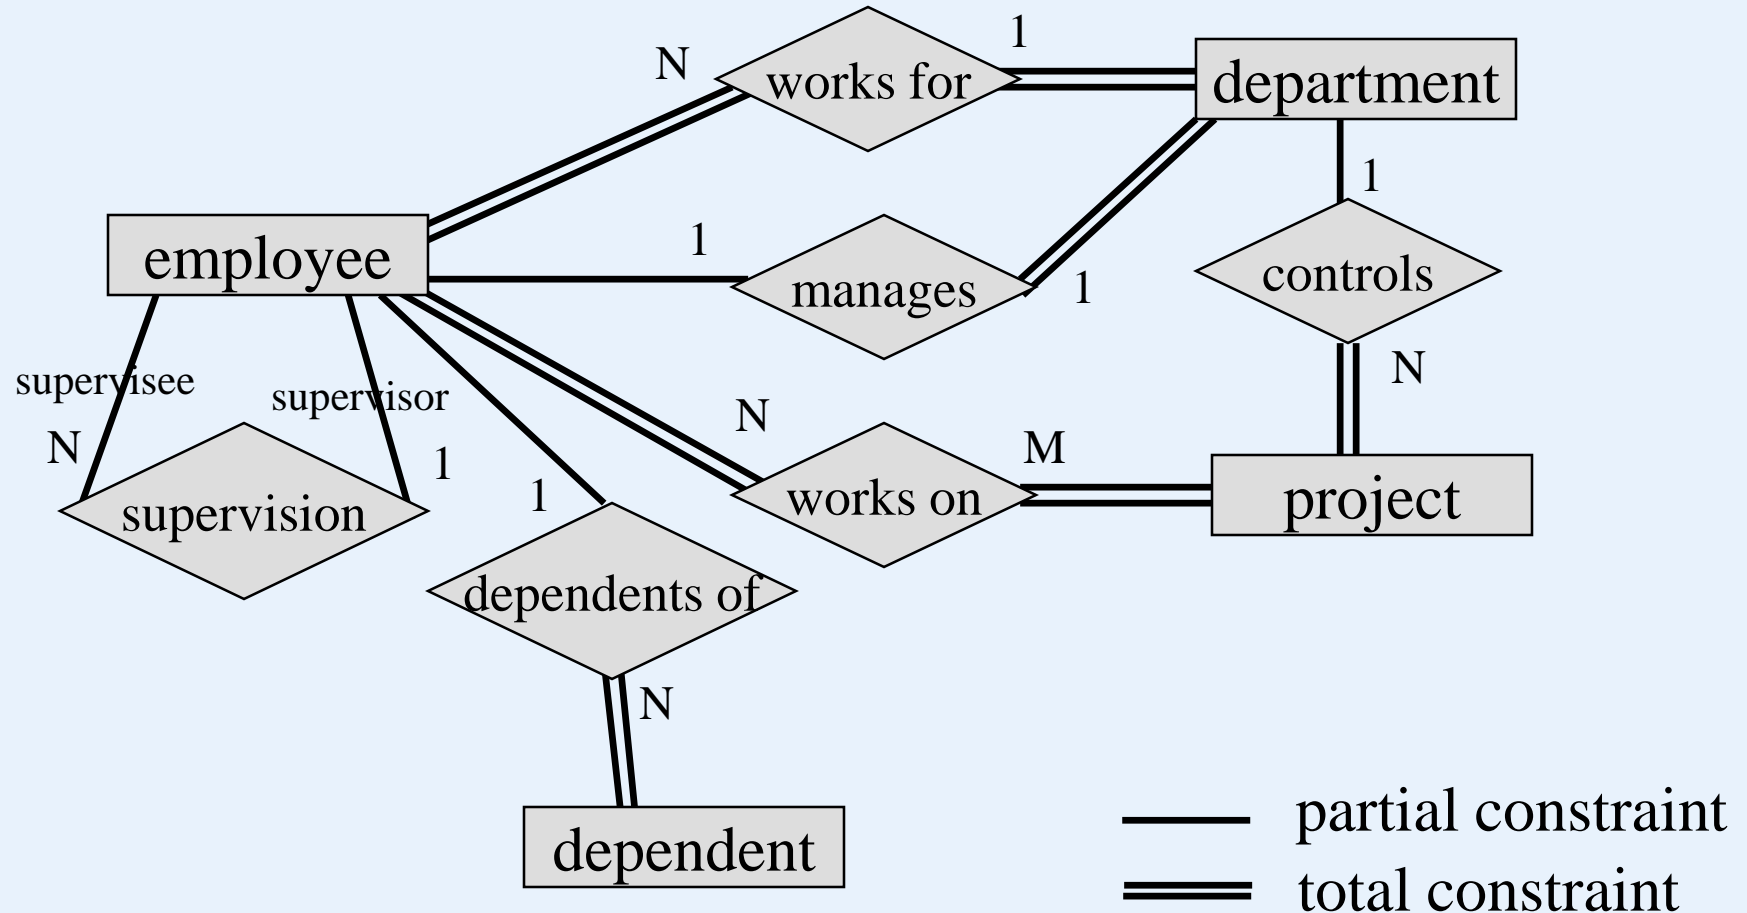 1
N
works for
department
1
1
employee
controls
manages
1
N
supervisee
supervisor
N
M
N
1
1
works on
project
supervision
dependents of
N
partial constraint
dependent
total constraint